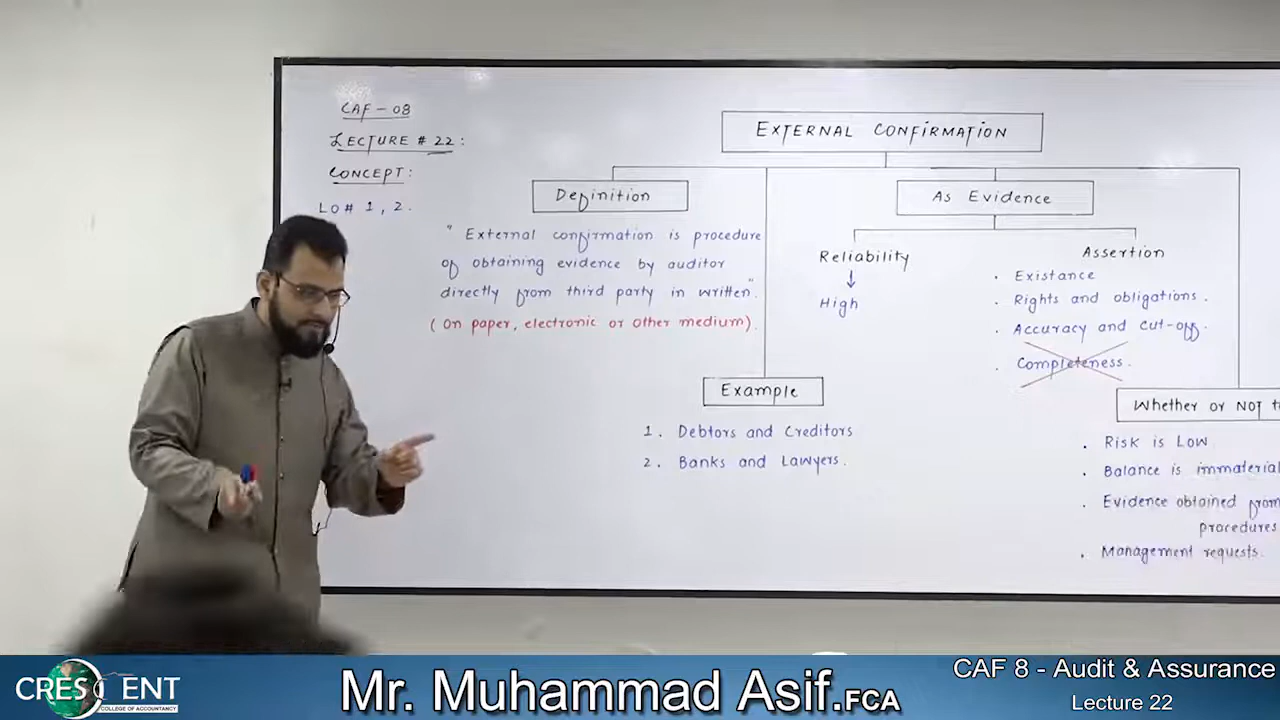 CAF - 08
LECTURE # 22:
CONCEPT:
LO# 1, 2.
EXTERNAL CONFIRMATION
Definition
" External confirmation is procedure
of obtaining evidence by auditor
directly from third party in written".
(on paper, electronic or other medium).
Example
1. Debtors and Creditors
2. Banks and Lawyers.
As Evidence
Reliability
↓
High
Assertion
. Existance
. Rights and obligations.
. Accuracy and cut-off.
. Completeness.
Whether or NOT t
. Risk is Low
. Balance is immaterial
. Evidence obtained from
procedures
. Management requests.
CRESCENT
COLLEGE OF ACCOUNTANCY
Mr. Muhammad Asif.FCA
CAF 8 - Audit & Assurance
Lecture 22